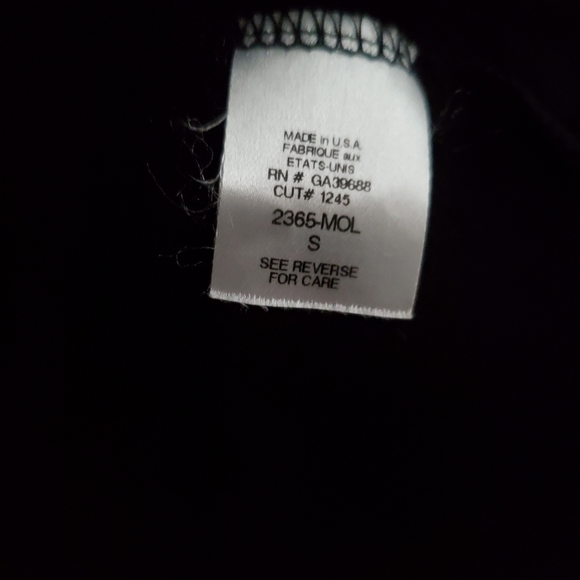 MADE in U.S.A.
FABRIQUE aux
ETATS-UNIS
RN # GA39688
CUT# 1245
2365-MOL
S
SEE REVERSE
FOR CARE